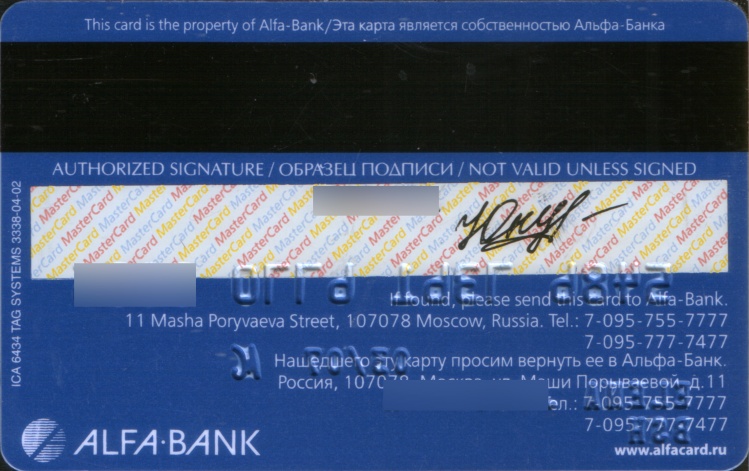 This card is the property of Alfa-Bank/Эта карта является собственностью Альфа-Банка
AUTHORIZED SIGNATURE / ОБРАЗЕЦ ПОДПИСИ / NOT VALID UNLESS SIGNED
MasterCard MasterCard MasterCard
If found, please send this card to Alfa-Bank.
11 Masha Poryvaeva Street, 107078 Moscow, Russia. Tel.: 7-095-755-7777
7-095-777-7477
Нашедшего эту карту просим вернуть ее в Альфа-Банк.
Россия, 107078 Москва, ул. Маши Порываевой, д.11
7-095-755-7777
7-095-777-7477
ALFA·BANK
www.alfacard.ru
ICA 6434 TAG SYSTEMS 3338-04-02